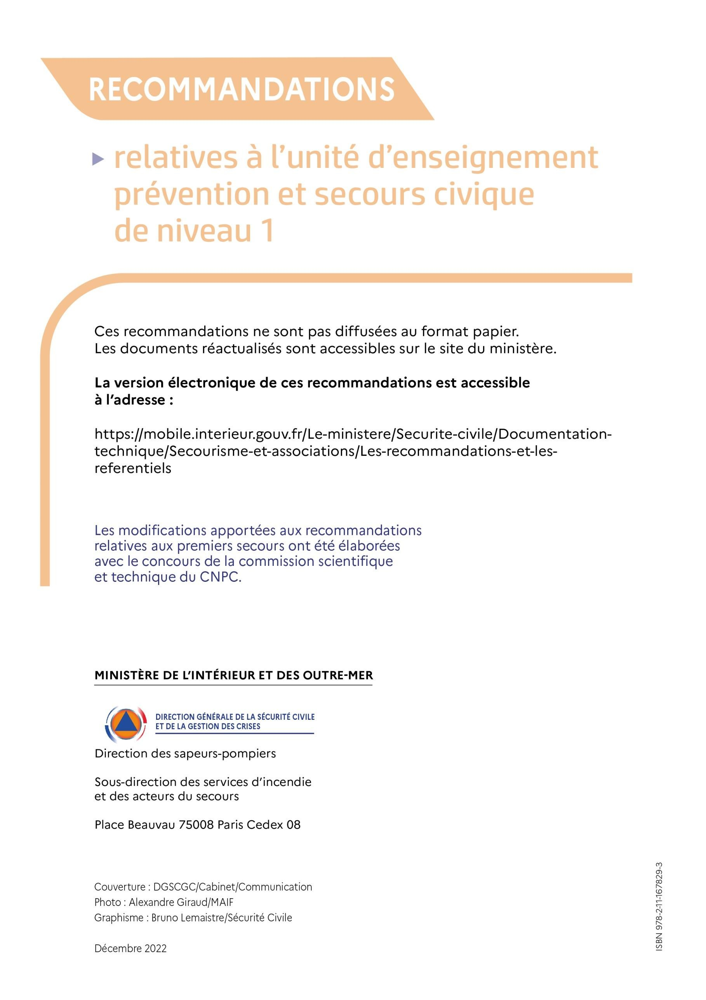 RECOMMANDATIONS
relatives à l’unité d’enseignement
prévention et secours civique
de niveau 1
Ces recommandations ne sont pas diffusées au format papier.
Les documents réactualisés sont accessibles sur le site du ministère.
La version électronique de ces recommandations est accessible
à l’adresse :
https://mobile.interieur.gouv.fr/Le-ministere/Securite-civile/Documentation-
technique/Secourisme-et-associations/Les-recommandations-et-les-
referentiels
Les modifications apportées aux recommandations
relatives aux premiers secours ont été élaborées
avec le concours de la commission scientifique
et technique du CNPC.
MINISTÈRE DE L’INTÉRIEUR ET DES OUTRE-MER
DIRECTION GÉNÉRALE DE LA SÉCURITÉ CIVILE
ET DE LA GESTION DES CRISES
Direction des sapeurs-pompiers
Sous-direction des services d’incendie
et des acteurs du secours
Place Beauvau 75008 Paris Cedex 08
Couverture : DGSCGC/Cabinet/Communication
Photo : Alexandre Giraud/MAIF
Graphisme : Bruno Lemaistre/Sécurité Civile
Décembre 2022
ISBN 978-2-11-167829-3